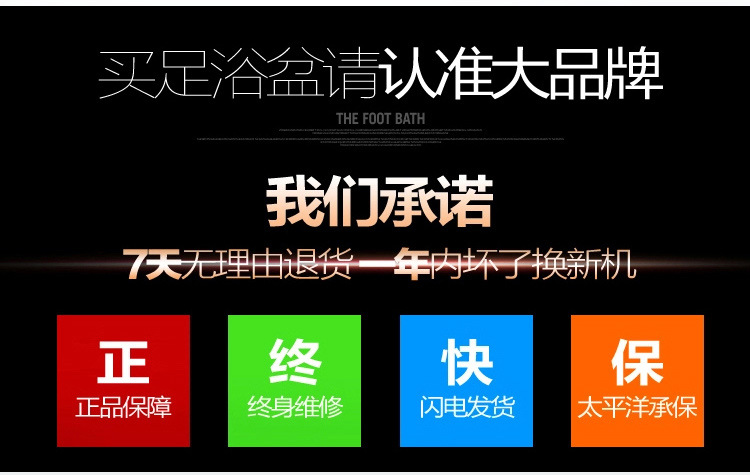 买足浴盆请认准大品牌
THE FOOT BATH
我们承诺
7天无理由退货 一年内坏了换新机
正 终 快 保
正品保障 终身维修 闪电发货 太平洋承保